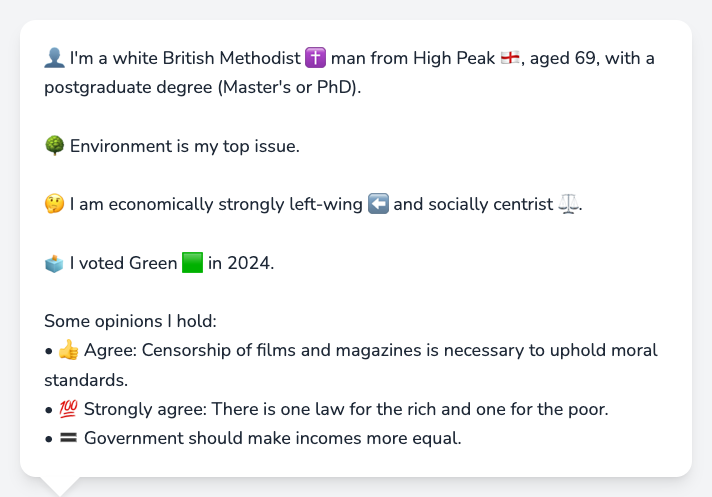 👤 I'm a white British Methodist ✝️ man from High Peak 🏴󠁧󠁢󠁥󠁮󠁧󠁿, aged 69, with a
postgraduate degree (Master's or PhD).
🌳 Environment is my top issue.
🤔 I am economically strongly left-wing ⬅️ and socially centrist ⚖️.
🗳️ I voted Green 🟩 in 2024.
Some opinions I hold:
• 👍 Agree: Censorship of films and magazines is necessary to uphold moral
standards.
• 💯 Strongly agree: There is one law for the rich and one for the poor.
• 🟰 Government should make incomes more equal.